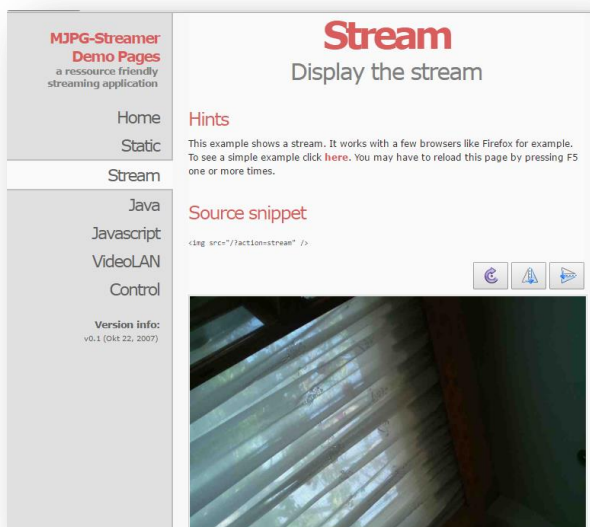 MJPG-Streamer
Demo Pages
a ressource friendly
streaming application
Home
Static
Stream
Java
Javascript
VideoLAN
Control
Version info:
v0.1 (Okt 22, 2007)
Stream
Display the stream
Hints
This example shows a stream. It works with a few browsers like Firefox for example.
To see a simple example click here. You may have to reload this page by pressing F5
one or more times.
Source snippet
<img src="/?action=stream" />